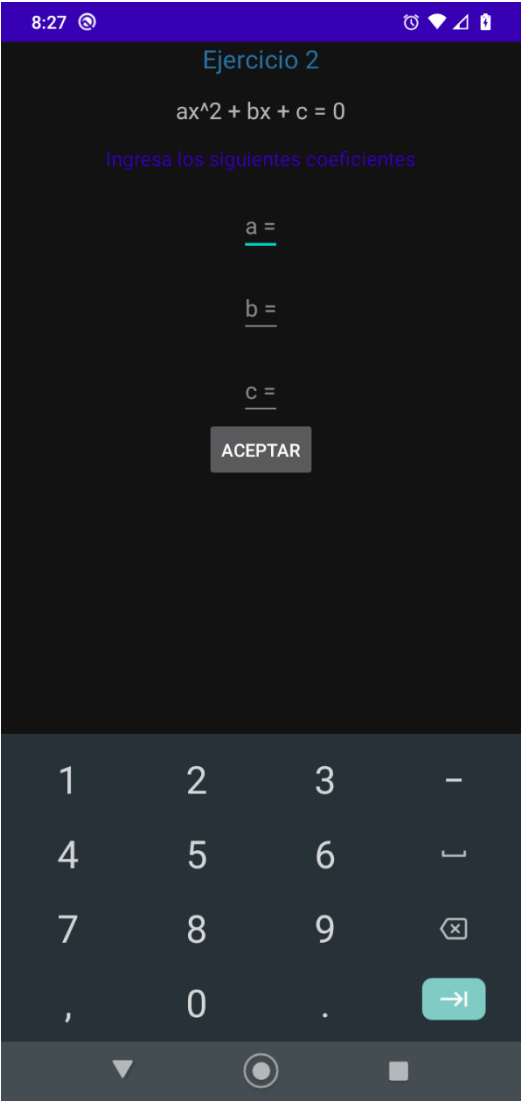 8:27
Ejercicio 2
ax^2 + bx + c = 0
Ingresa los siguientes coeficientes
a =
b =
c =
ACEPTAR
1 2 3 -
4 5 6
7 8 9
, 0 .